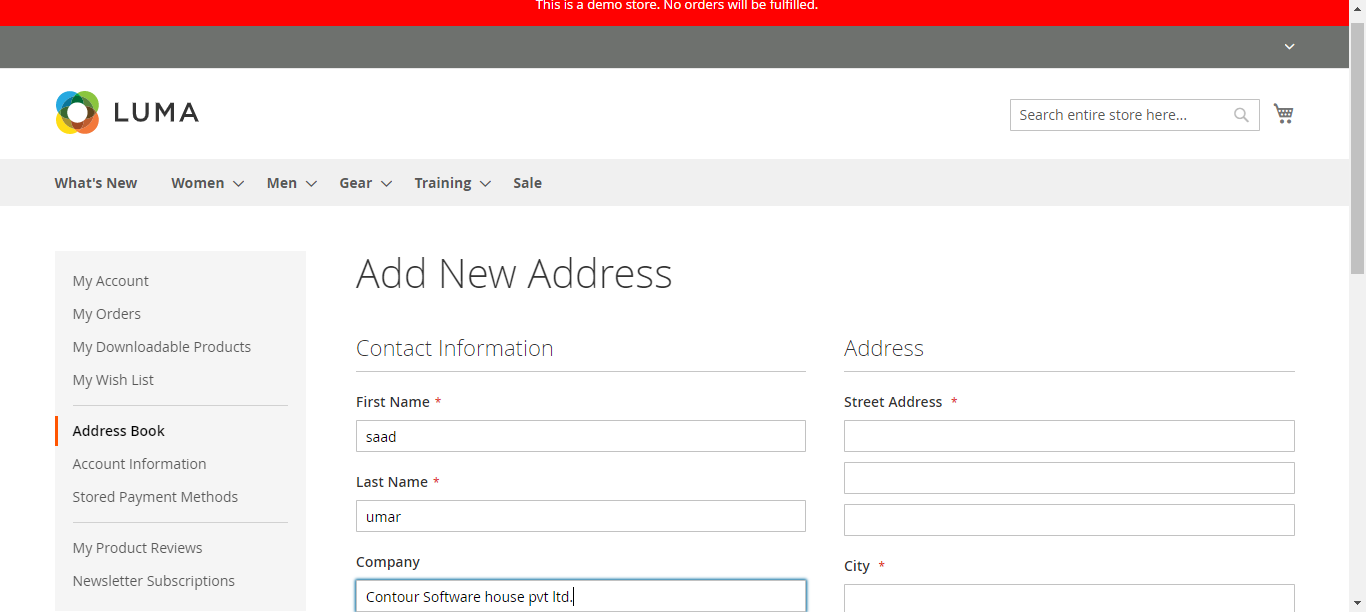 This is a demo store. No orders will be fulfilled.
LUMA
Search entire store here...
What's New Women Men Gear Training Sale
My Account
My Orders
My Downloadable Products
My Wish List
Address Book
Account Information
Stored Payment Methods
My Product Reviews
Newsletter Subscriptions
Add New Address
Contact Information
First Name *
saad
Last Name *
umar
Company
Contour Software house pvt ltd.
Address
Street Address *
City *